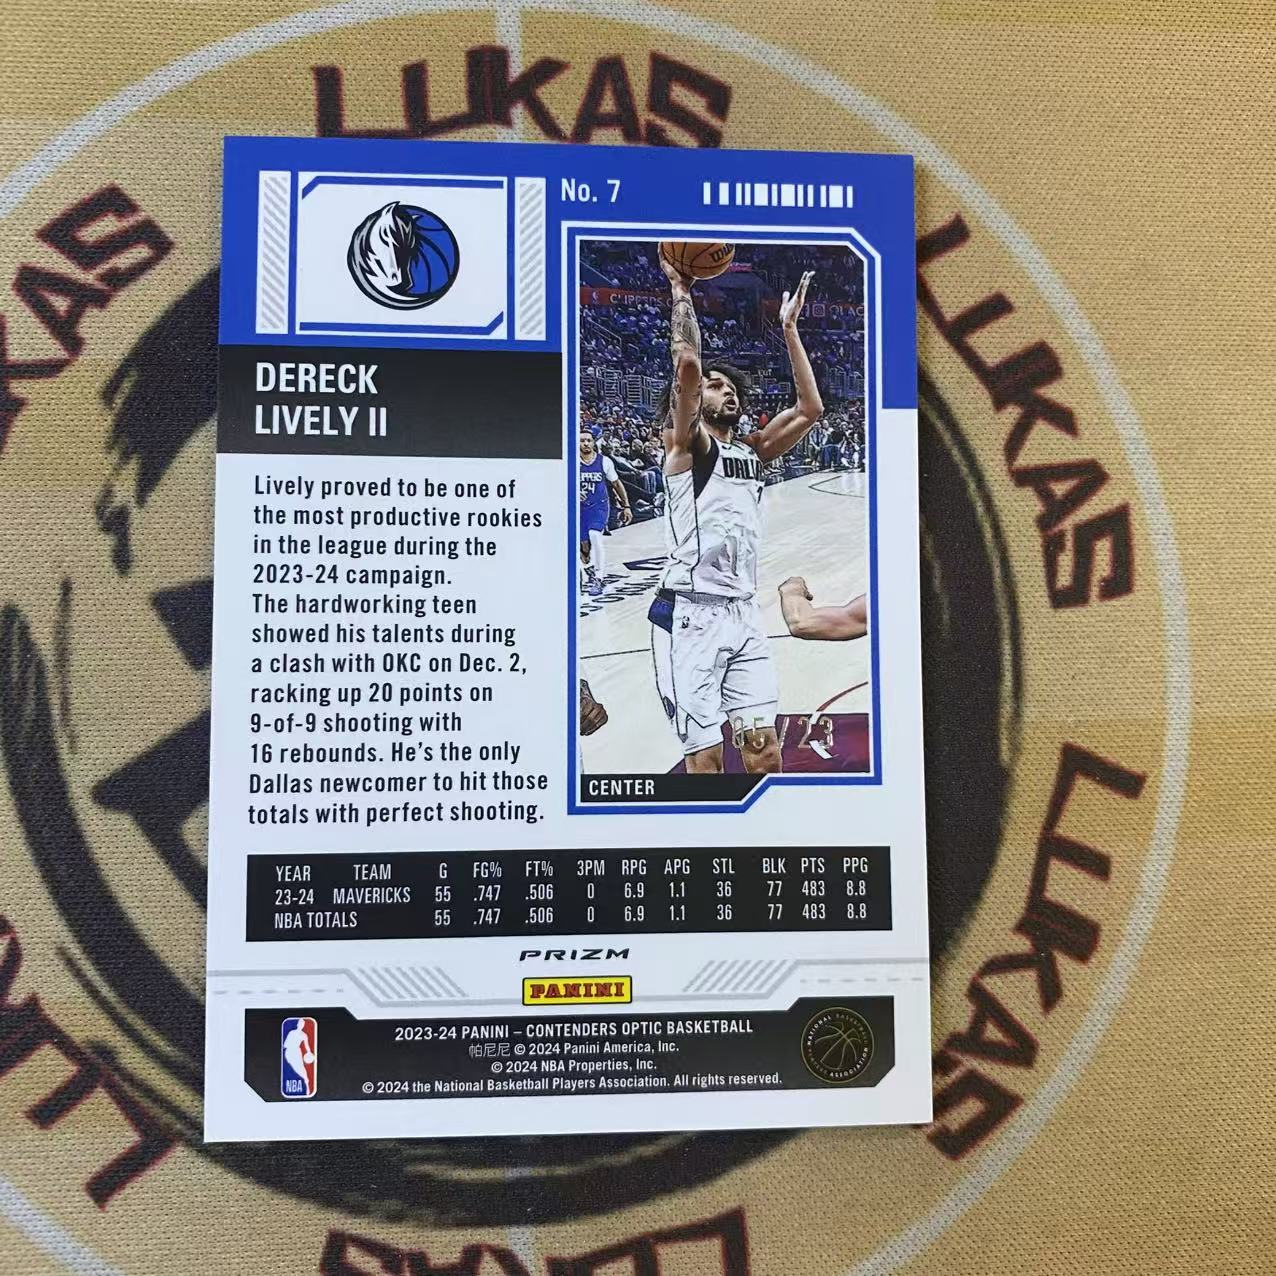 LUKAS
LUKAS
LUKAS
LUKAS
LUKAS
No. 7
DERECK
LIVELY II
Lively proved to be one of
the most productive rookies
in the league during the
2023-24 campaign.
The hardworking teen
showed his talents during
a clash with OKC on Dec. 2,
racking up 20 points on
9-of-9 shooting with
16 rebounds. He's the only
Dallas newcomer to hit those
totals with perfect shooting.
05/23
CENTER
YEAR TEAM G FG% FT% 3PM RPG APG STL BLK PTS PPG
23-24 MAVERICKS 55 .747 .506 0 6.9 1.1 36 77 483 8.8
NBA TOTALS 55 .747 .506 0 6.9 1.1 36 77 483 8.8
PRIZM
PANINI
NBA
2023-24 PANINI – CONTENDERS OPTIC BASKETBALL
帕尼尼 © 2024 Panini America, Inc.
© 2024 NBA Properties, Inc.
© 2024 the National Basketball Players Association. All rights reserved.